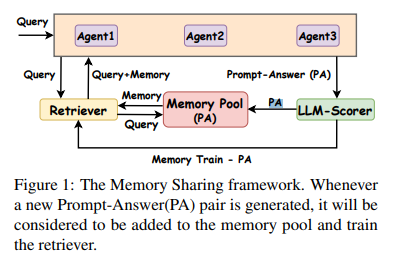 Query
Agent1
Agent2
Agent3
Query
Query+Memory
Prompt-Answer (PA)
Retriever
Memory
Query
Memory Pool
(PA)
PA
LLM-Scorer
Memory Train - PA
Figure 1: The Memory Sharing framework. Whenever
a new Prompt-Answer(PA) pair is generated, it will be
considered to be added to the memory pool and train
the retriever.